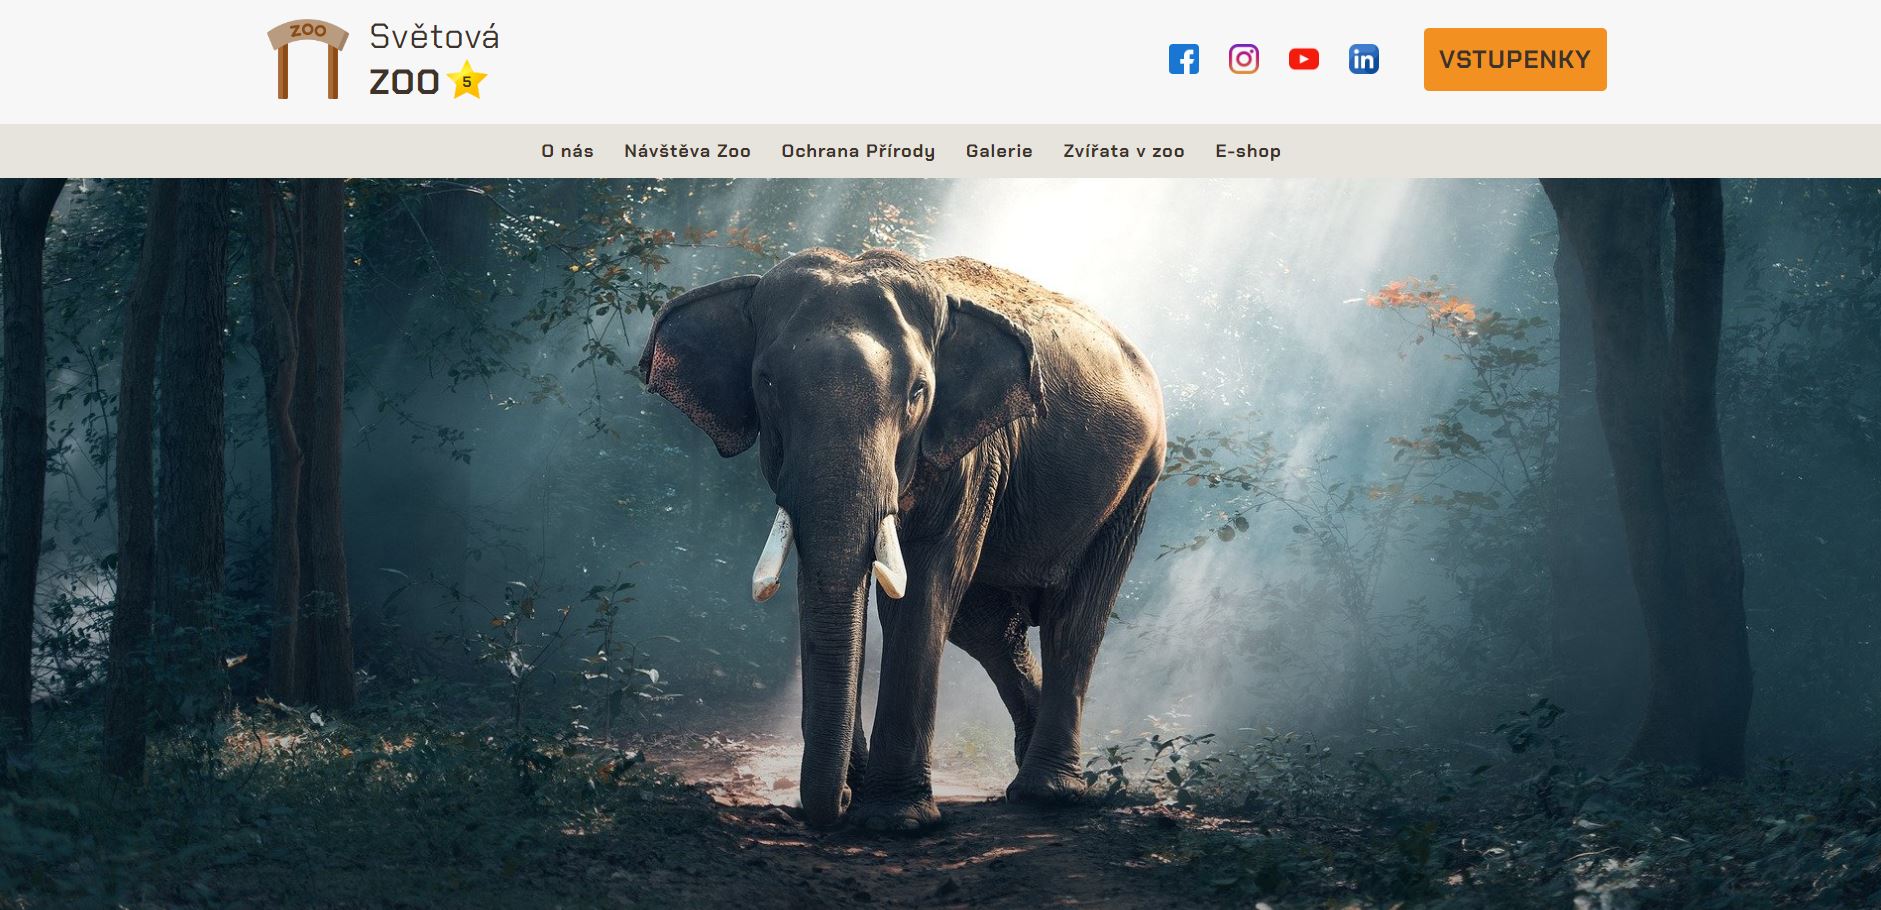 ZOO
Světová
ZOO 5
VSTUPENKY
O nás Návštěva Zoo Ochrana Přírody Galerie Zvířata v zoo E-shop